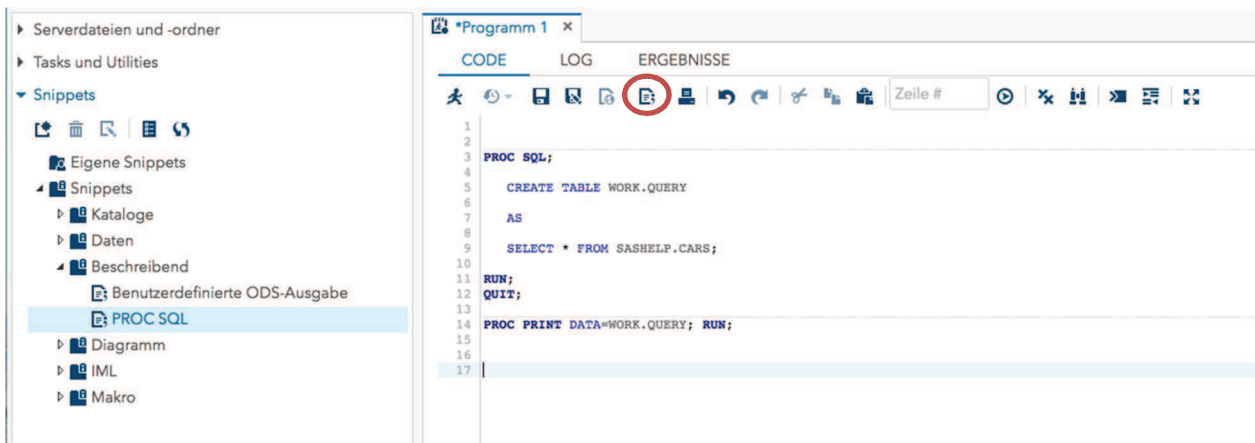 Serverdateien und -ordner
Tasks und Utilities
Snippets
Eigene Snippets
Snippets
Kataloge
Daten
Beschreibend
Benutzerdefinierte ODS-Ausgabe
PROC SQL
Diagramm
IML
Makro
*Programm 1 ×
CODE LOG ERGEBNISSE
Zeile #
1
2
3 PROC SQL;
4
5 CREATE TABLE WORK.QUERY
6
7 AS
8
9 SELECT * FROM SASHELP.CARS;
10
11 RUN;
12 QUIT;
13
14 PROC PRINT DATA=WORK.QUERY; RUN;
15
16
17